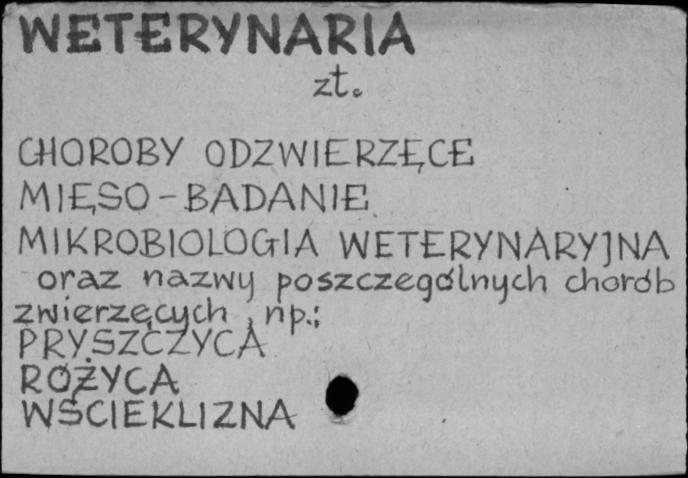 WETERYNARIA
zt.
CHOROBY ODZWIERZĘCE
MIĘSO - BADANIE
MIKROBIOLOGIA WETERYNARYJNA
oraz nazwy poszczególnych chorób
zwierzęcych, np.:
PRYSZCZYCA
RÓŻYCA
WŚCIEKLIZNA